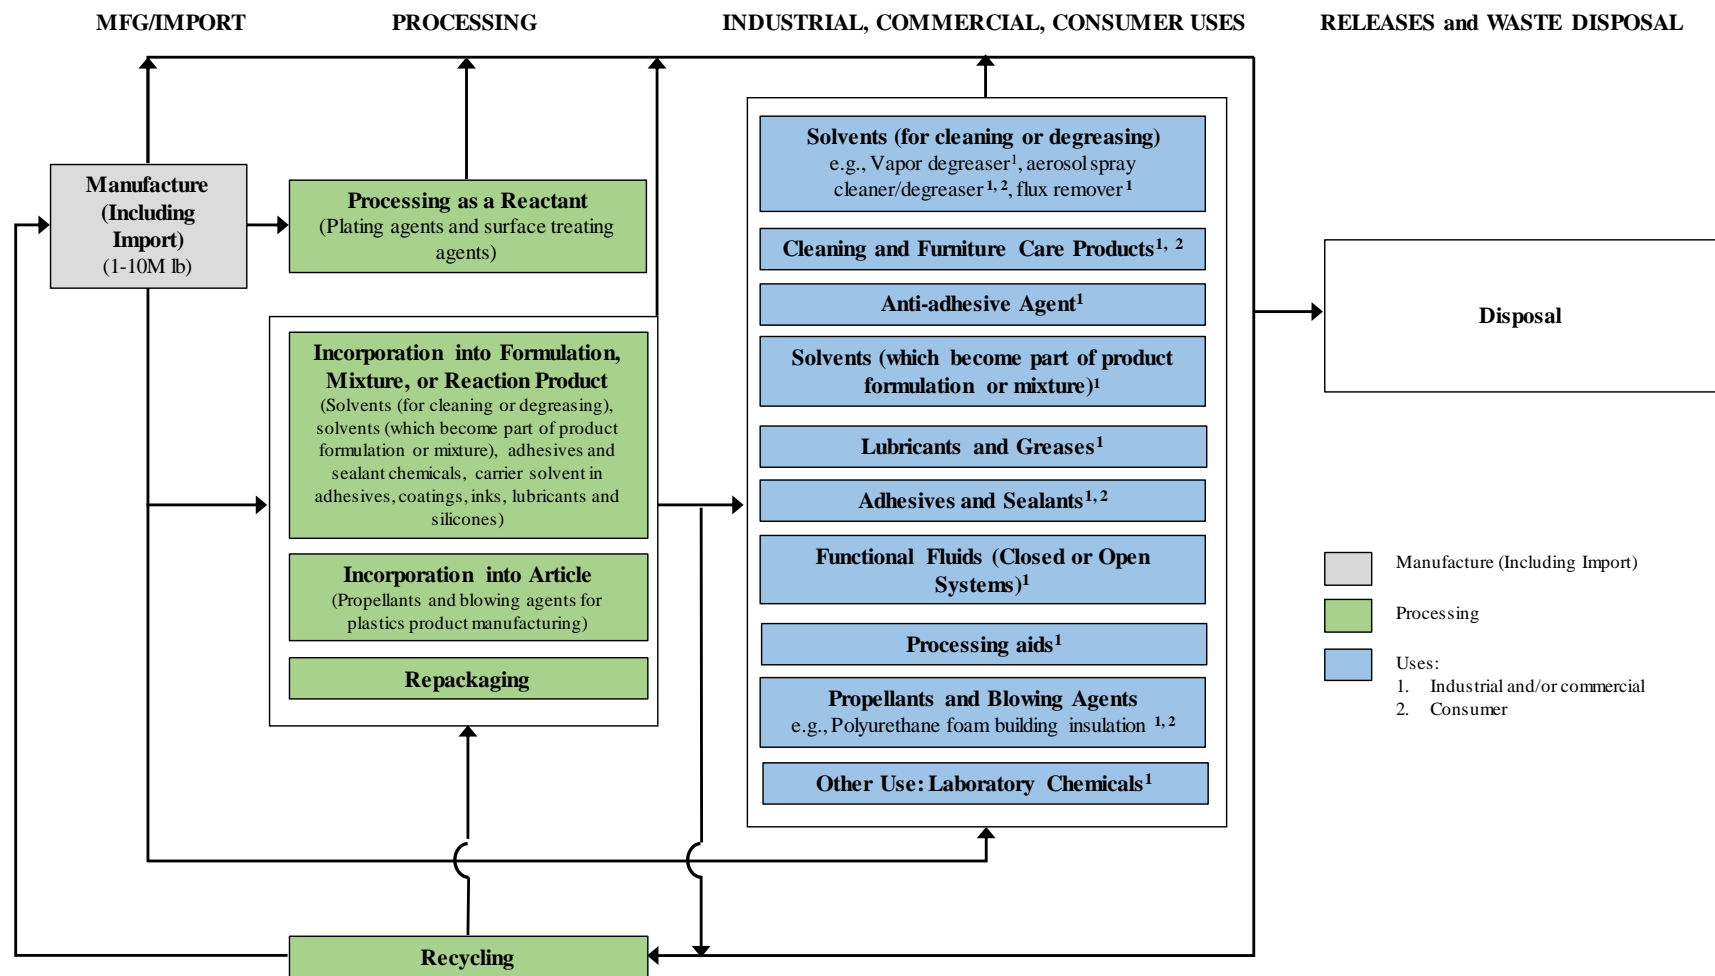 MFG/IMPORT
PROCESSING
INDUSTRIAL, COMMERCIAL, CONSUMER USES
RELEASES and WASTE DISPOSAL
Manufacture
(Including
Import)
(1-10M lb)
Processing as a Reactant
(Plating agents and surface treating
agents)
Incorporation into Formulation,
Mixture, or Reaction Product
(Solvents (for cleaning or degreasing),
solvents (which become part of product
formulation or mixture), adhesives and
sealant chemicals, carrier solvent in
adhesives, coatings, inks, lubricants and
silicones)
Incorporation into Article
(Propellants and blowing agents for
plastics product manufacturing)
Repackaging
Recycling
Solvents (for cleaning or degreasing)
e.g., Vapor degreaser¹, aerosol spray
cleaner/degreaser¹, ², flux remover¹
Cleaning and Furniture Care Products¹, ²
Anti-adhesive Agent¹
Solvents (which become part of product
formulation or mixture)¹
Lubricants and Greases¹
Adhesives and Sealants¹, ²
Functional Fluids (Closed or Open
Systems)¹
Processing aids¹
Propellants and Blowing Agents
e.g., Polyurethane foam building insulation ¹, ²
Other Use: Laboratory Chemicals¹
Disposal
Manufacture (Including Import)
Processing
Uses:
1. Industrial and/or commercial
2. Consumer